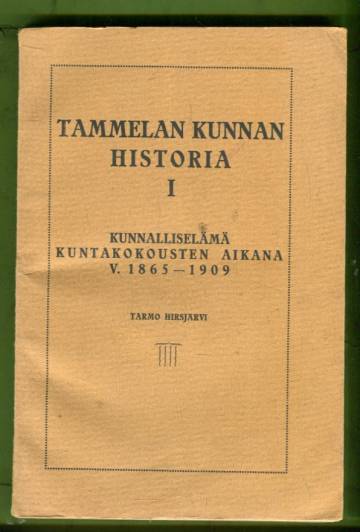 TAMMELAN KUNNAN
HISTORIA
I
KUNNALLISELÄMÄ
KUNTAKOKOUSTEN AIKANA
V. 1865—1909
TARMO HIRSJÄRVI